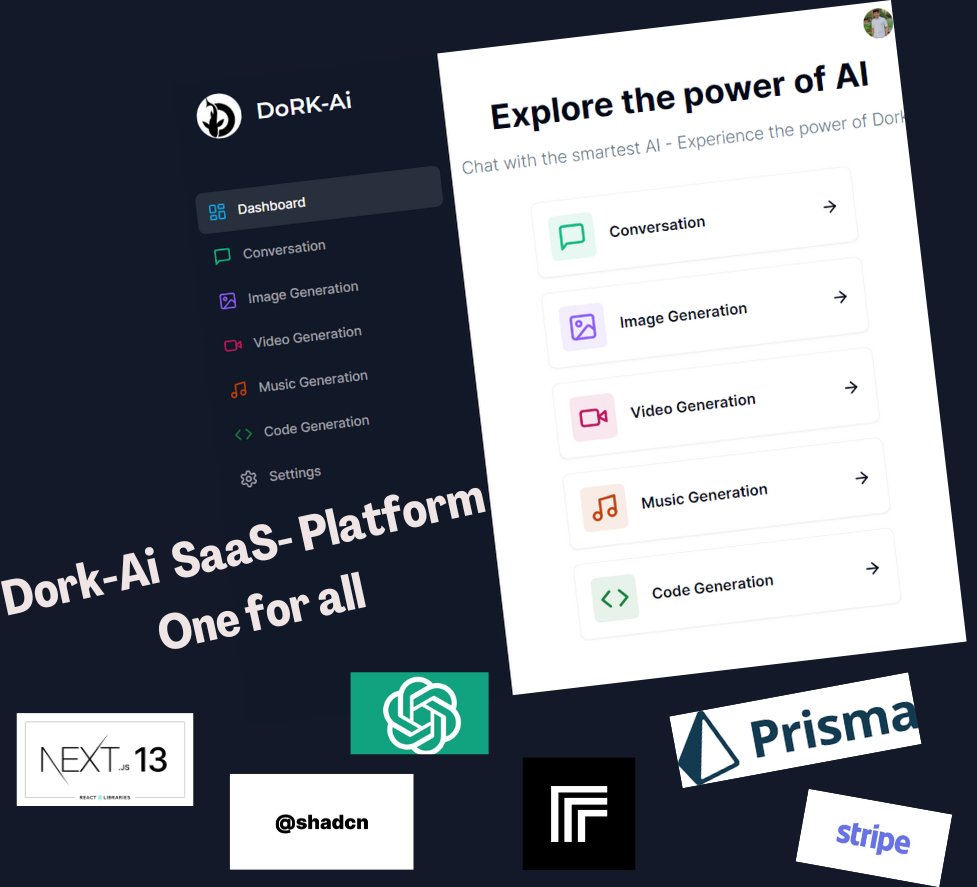 DoRK-Ai
Dashboard
Conversation
Image Generation
Video Generation
Music Generation
Code Generation
Settings
Explore the power of AI
Chat with the smartest AI - Experience the power of Dork
Conversation
Image Generation
Video Generation
Music Generation
Code Generation
Dork-Ai SaaS- Platform
One for all
NEXT.JS 13
REACT LIBRARIES
@shadcn
Prisma
stripe